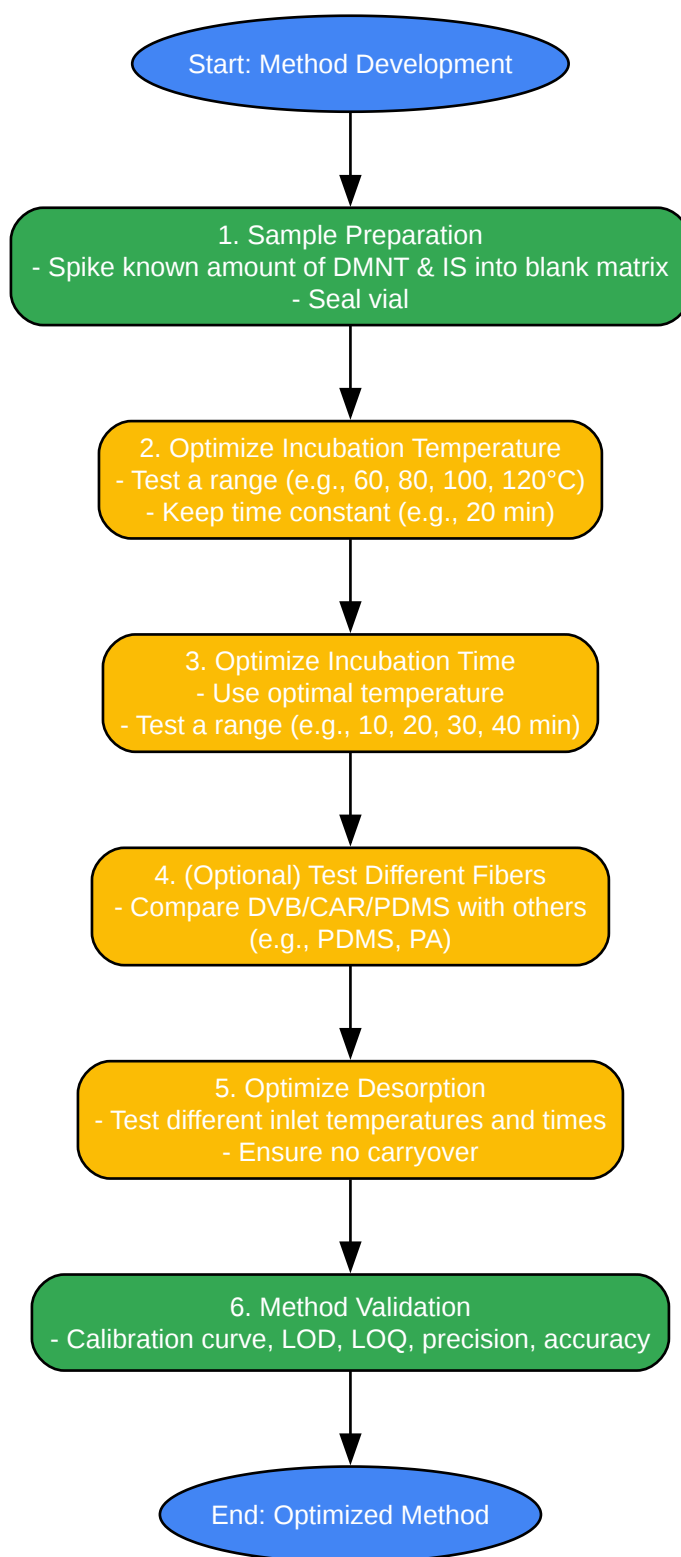 Start: Method Development
1. Sample Preparation
- Spike known amount of DMNT & IS into blank matrix
- Seal vial
2. Optimize Incubation Temperature
- Test a range (e.g., 60, 80, 100, 120°C)
- Keep time constant (e.g., 20 min)
3. Optimize Incubation Time
- Use optimal temperature
- Test a range (e.g., 10, 20, 30, 40 min)
4. (Optional) Test Different Fibers
- Compare DVB/CAR/PDMS with others
(e.g., PDMS, PA)
5. Optimize Desorption
- Test different inlet temperatures and times
- Ensure no carryover
6. Method Validation
- Calibration curve, LOD, LOQ, precision, accuracy
End: Optimized Method